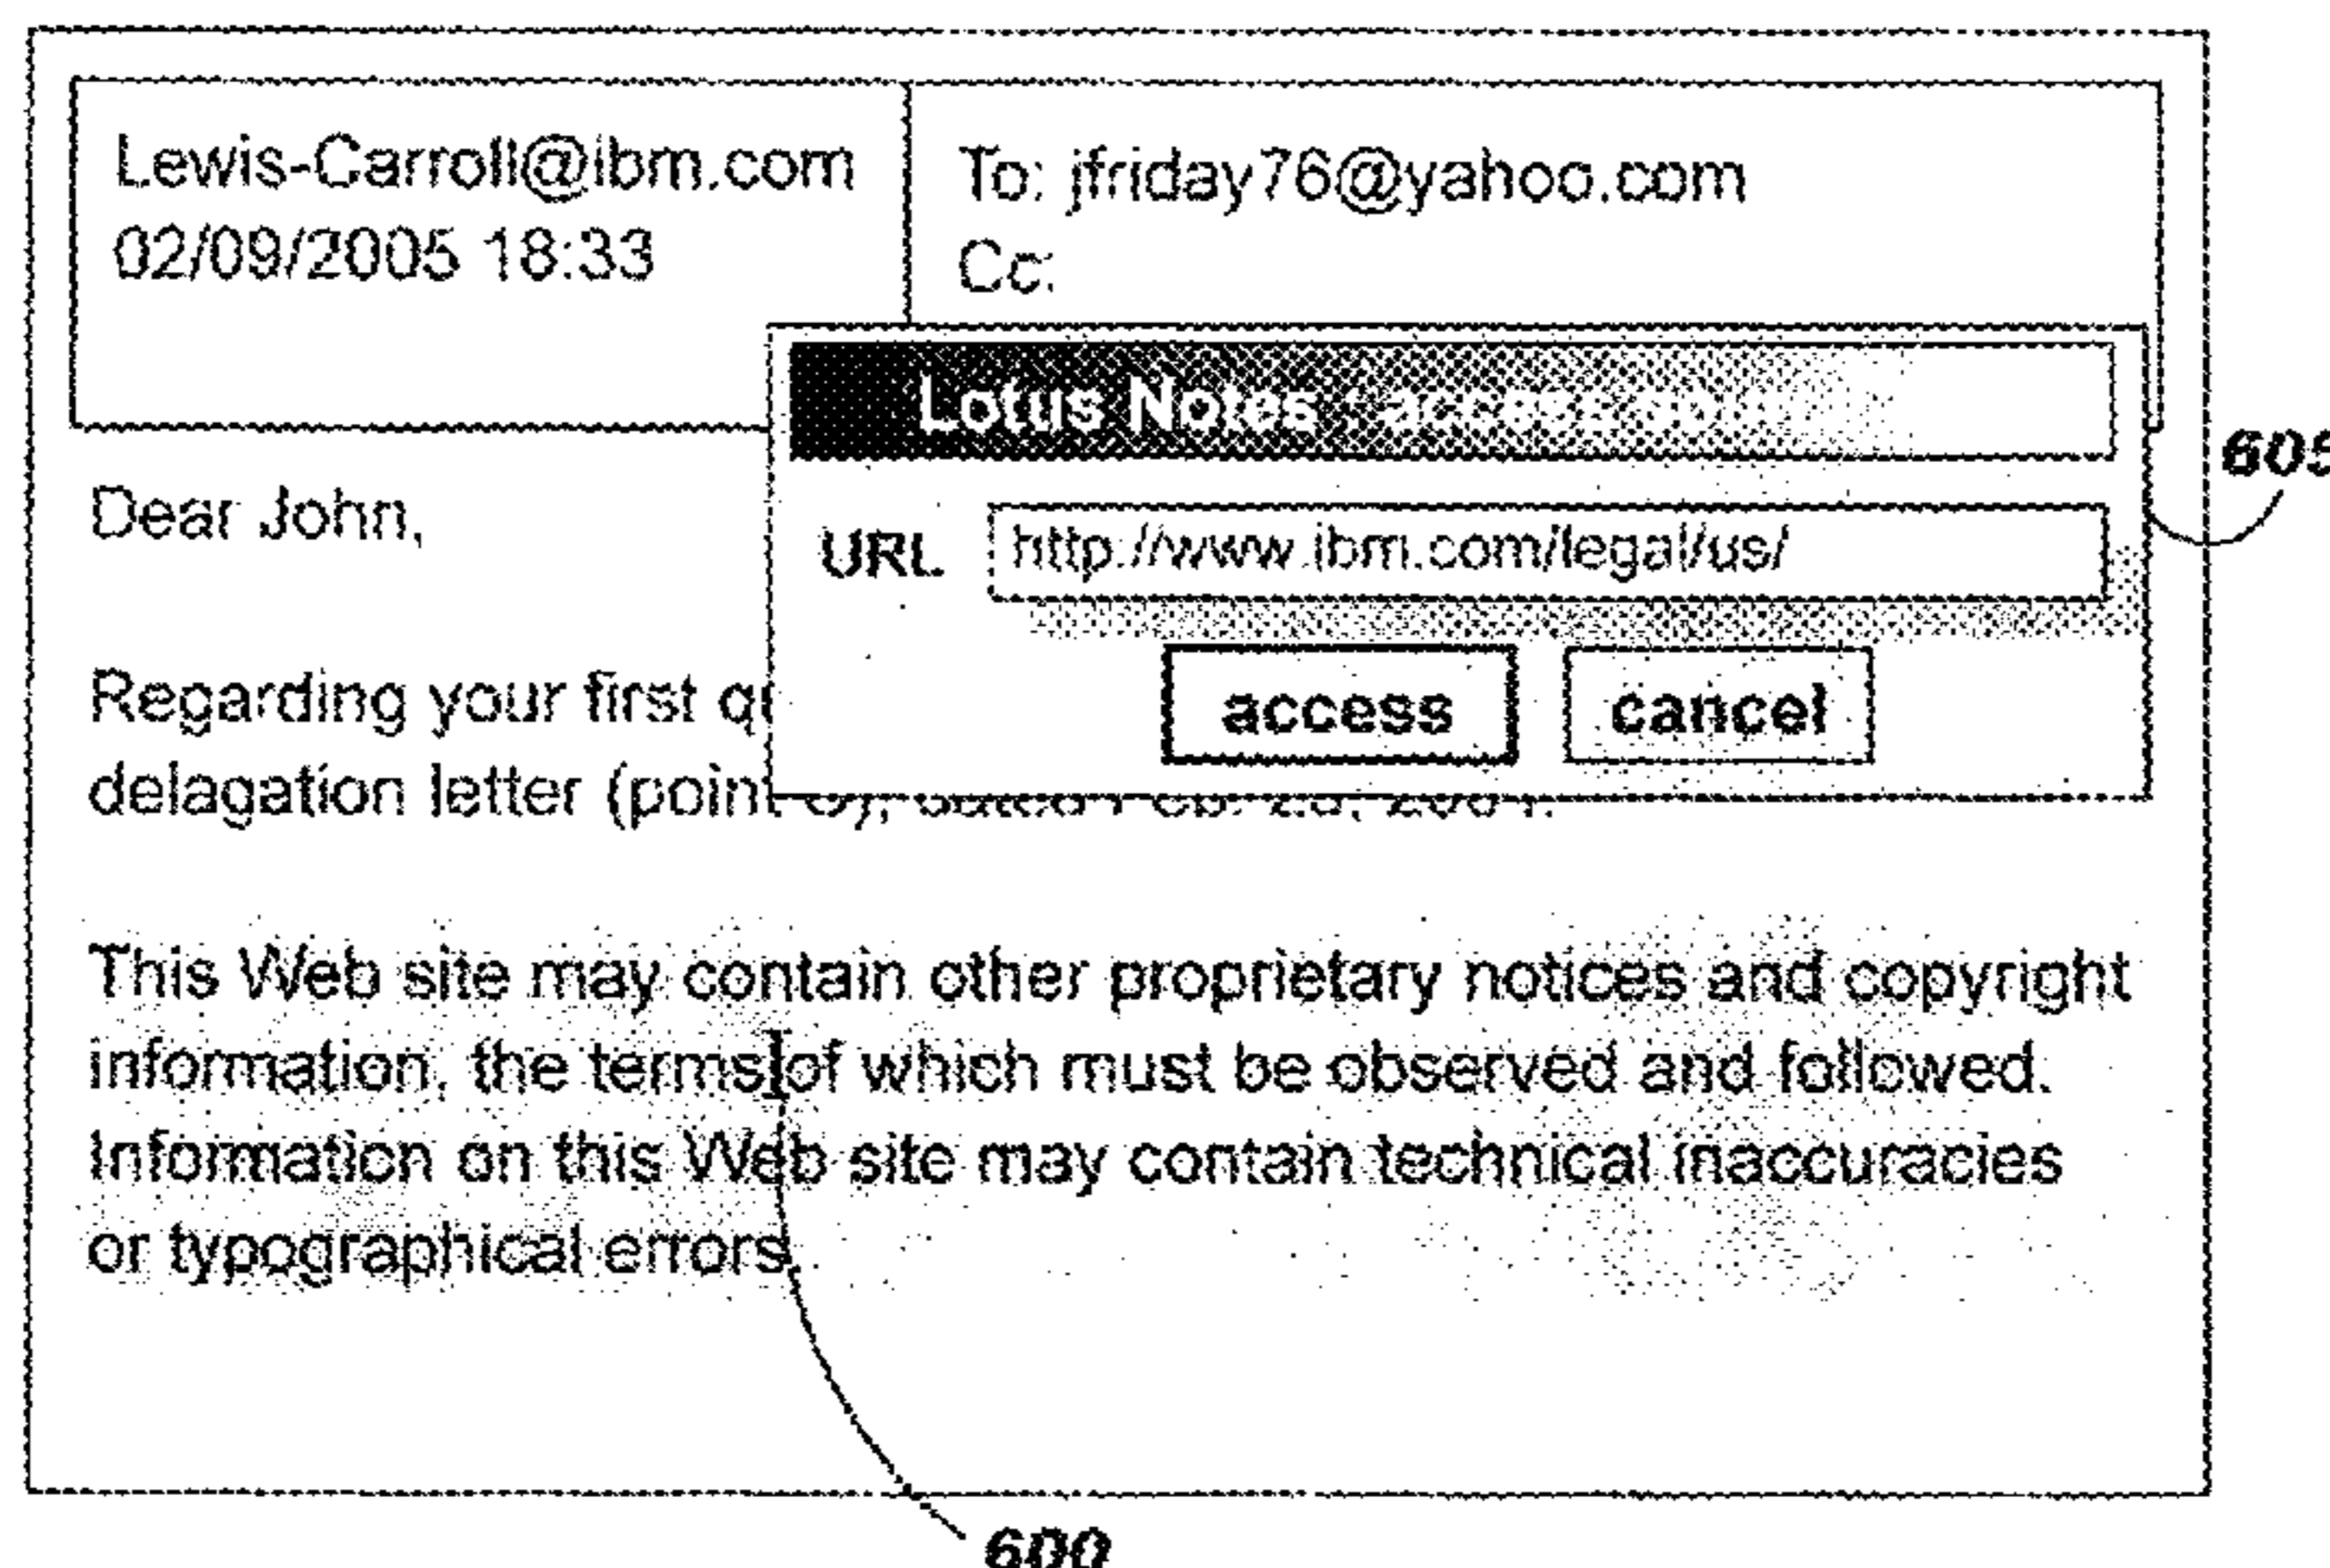 Lewis-Carroll@ibm.com
02/09/2005 18:33
To: jfriday76@yahoo.com
Cc:
Lotus Notes : access
605
Dear John,
URL http://www.ibm.com/legal/us/
access cancel
Regarding your first
delagation letter (point
This Web site may contain other proprietary notices and copyright
information, the terms of which must be observed and followed.
Information on this Web site may contain technical inaccuracies
or typographical errors.
600